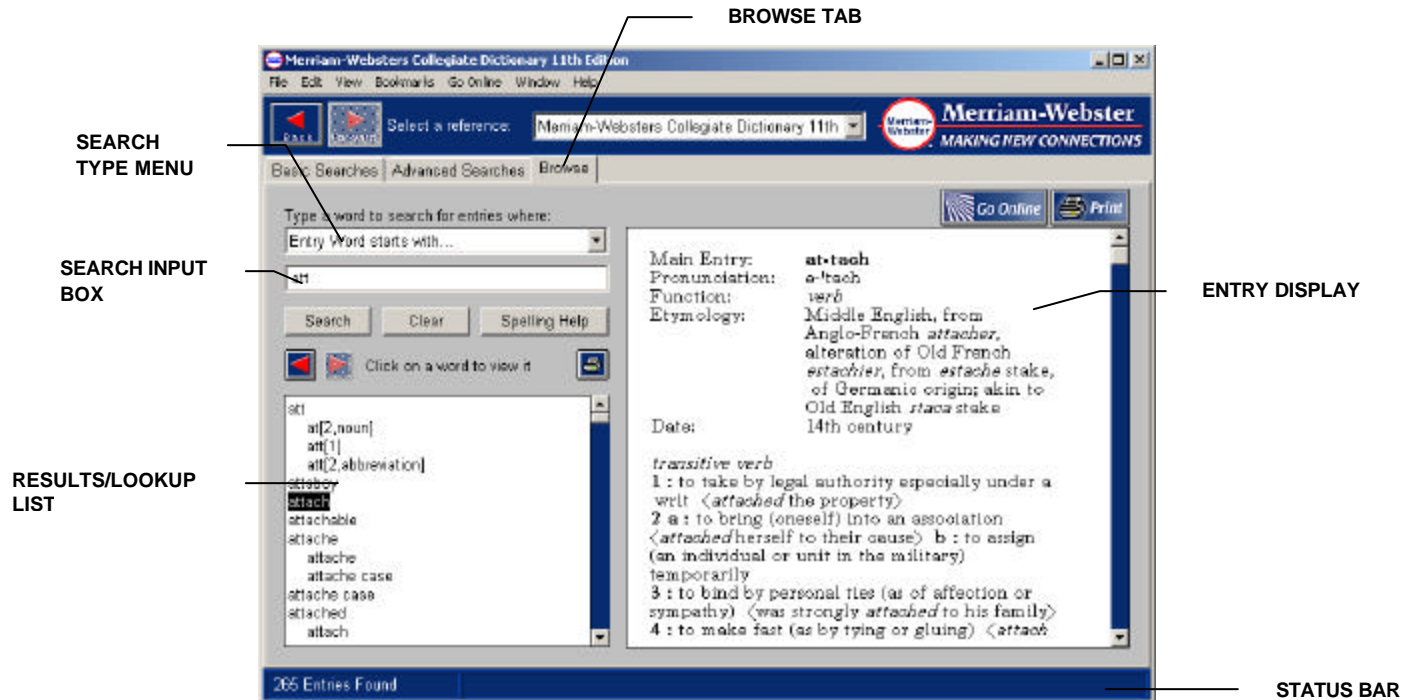 BROWSE TAB
Merriam-Websters Collegiate Dictionary 11th Edition
File Edit View Bookmarks Go Online Window Help
Back Forward Select a reference: Merriam-Websters Collegiate Dictionary 11th
Merriam-Webster
Merriam-Webster
MAKING NEW CONNECTIONS
SEARCH
TYPE MENU
Basic Searches Advanced Searches Browse
Go Online Print
Type a word to search for entries where:
Entry Word starts with...
SEARCH INPUT
BOX
att
Search Clear Spelling Help
Click on a word to view it
att
at[2,noun]
att[1]
att[2,abbreviation]
attaboy
attach
attachable
attache
attache
attache case
attache case
attached
attach
RESULTS/LOOKUP
LIST
Main Entry: at•tach
Pronunciation: ə-'tach
Function: verb
Etymology: Middle English, from
Anglo-French attacher,
alteration of Old French
estachier, from estache stake,
of Germanic origin; akin to
Old English staca stake
Date: 14th century
transitive verb
1 : to take by legal authority especially under a
writ ‹attached the property›
2 a : to bring (oneself) into an association
‹attached herself to their cause› b : to assign
(an individual or unit in the military)
temporarily
3 : to bind by personal ties (as of affection or
sympathy) ‹was strongly attached to his family›
4 : to make fast (as by tying or gluing) ‹attach
ENTRY DISPLAY
265 Entries Found
STATUS BAR